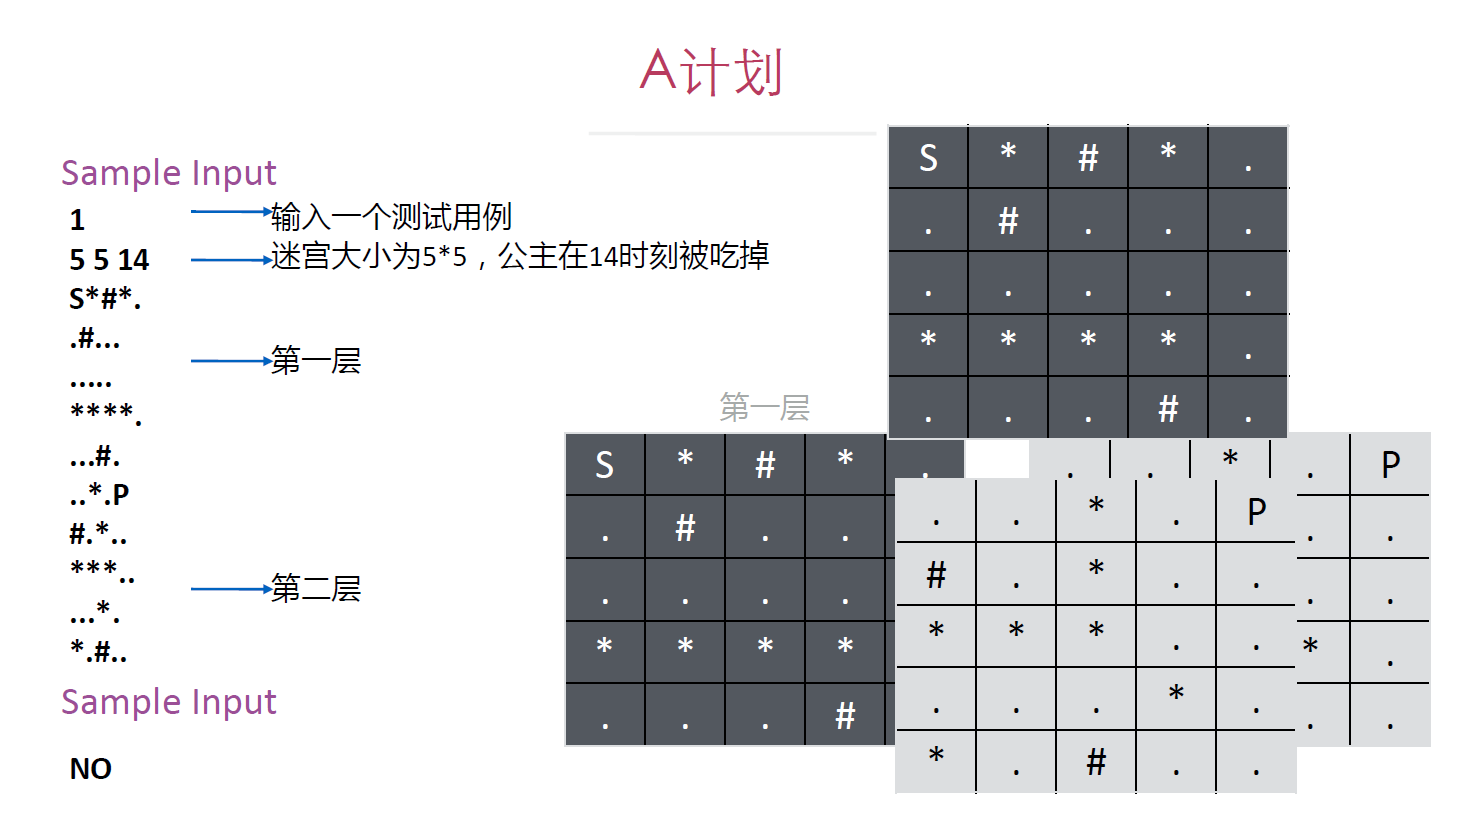 A计划
Sample Input
1
输入一个测试用例
5 5 14
迷宫大小为5*5，公主在14时刻被吃掉
S*#*.
.#...
.....
第一层
****.
...#.
..*.P
#.*..
***..
第二层
...*.
*.#..
Sample Input
NO
S * # * .
. # . . .
. . . . .
* * * * .
. . . # .
第一层
S * # * .
. # . .
. . . .
* * * *
. . . #
. . * . P
. .
. .
* .
. .
. . * . P
# . * . .
* * * . .
. . . * .
* . # . .